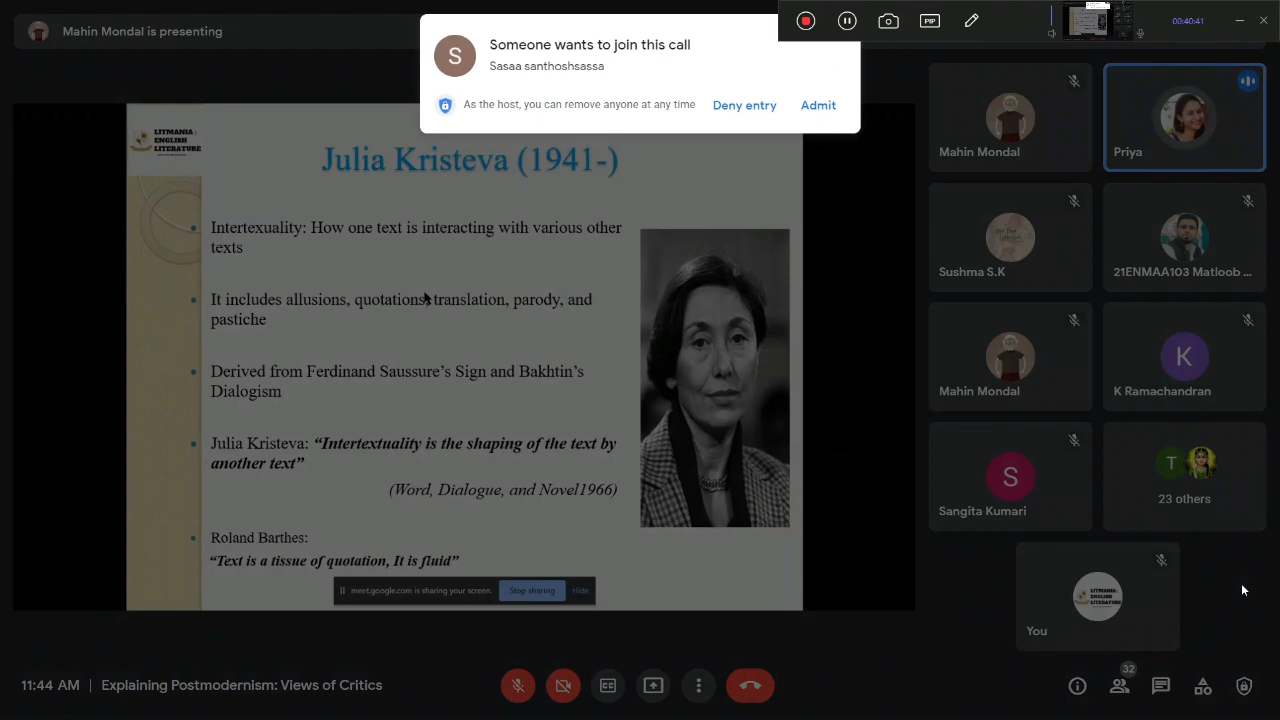 Mahin Mondal is presenting
S
Someone wants to join this call
Sasaa santhoshsassa
As the host, you can remove anyone at any time
Deny entry
Admit
PIP
00:40:41
LITMANIA :
ENGLISH
LITERATURE
Julia Kristeva (1941-)
Intertexuality: How one text is interacting with various other
texts
It includes allusions, quotations, translation, parody, and
pastiche
Derived from Ferdinand Saussure's Sign and Bakhtin's
Dialogism
Julia Kristeva: “Intertextuality is the shaping of the text by
another text”
(Word, Dialogue, and Novel1966)
Roland Barthes:
“Text is a tissue of quotation, It is fluid”
meet.google.com is sharing your screen.
Stop sharing
Hide
Mahin Mondal
Priya
Sushma S.K
21ENMAA103 Matloob ...
Mahin Mondal
K
K Ramachandran
S
Sangita Kumari
T
23 others
LITMANIA :
ENGLISH
LITERATURE
You
11:44 AM | Explaining Postmodernism: Views of Critics
CC
32